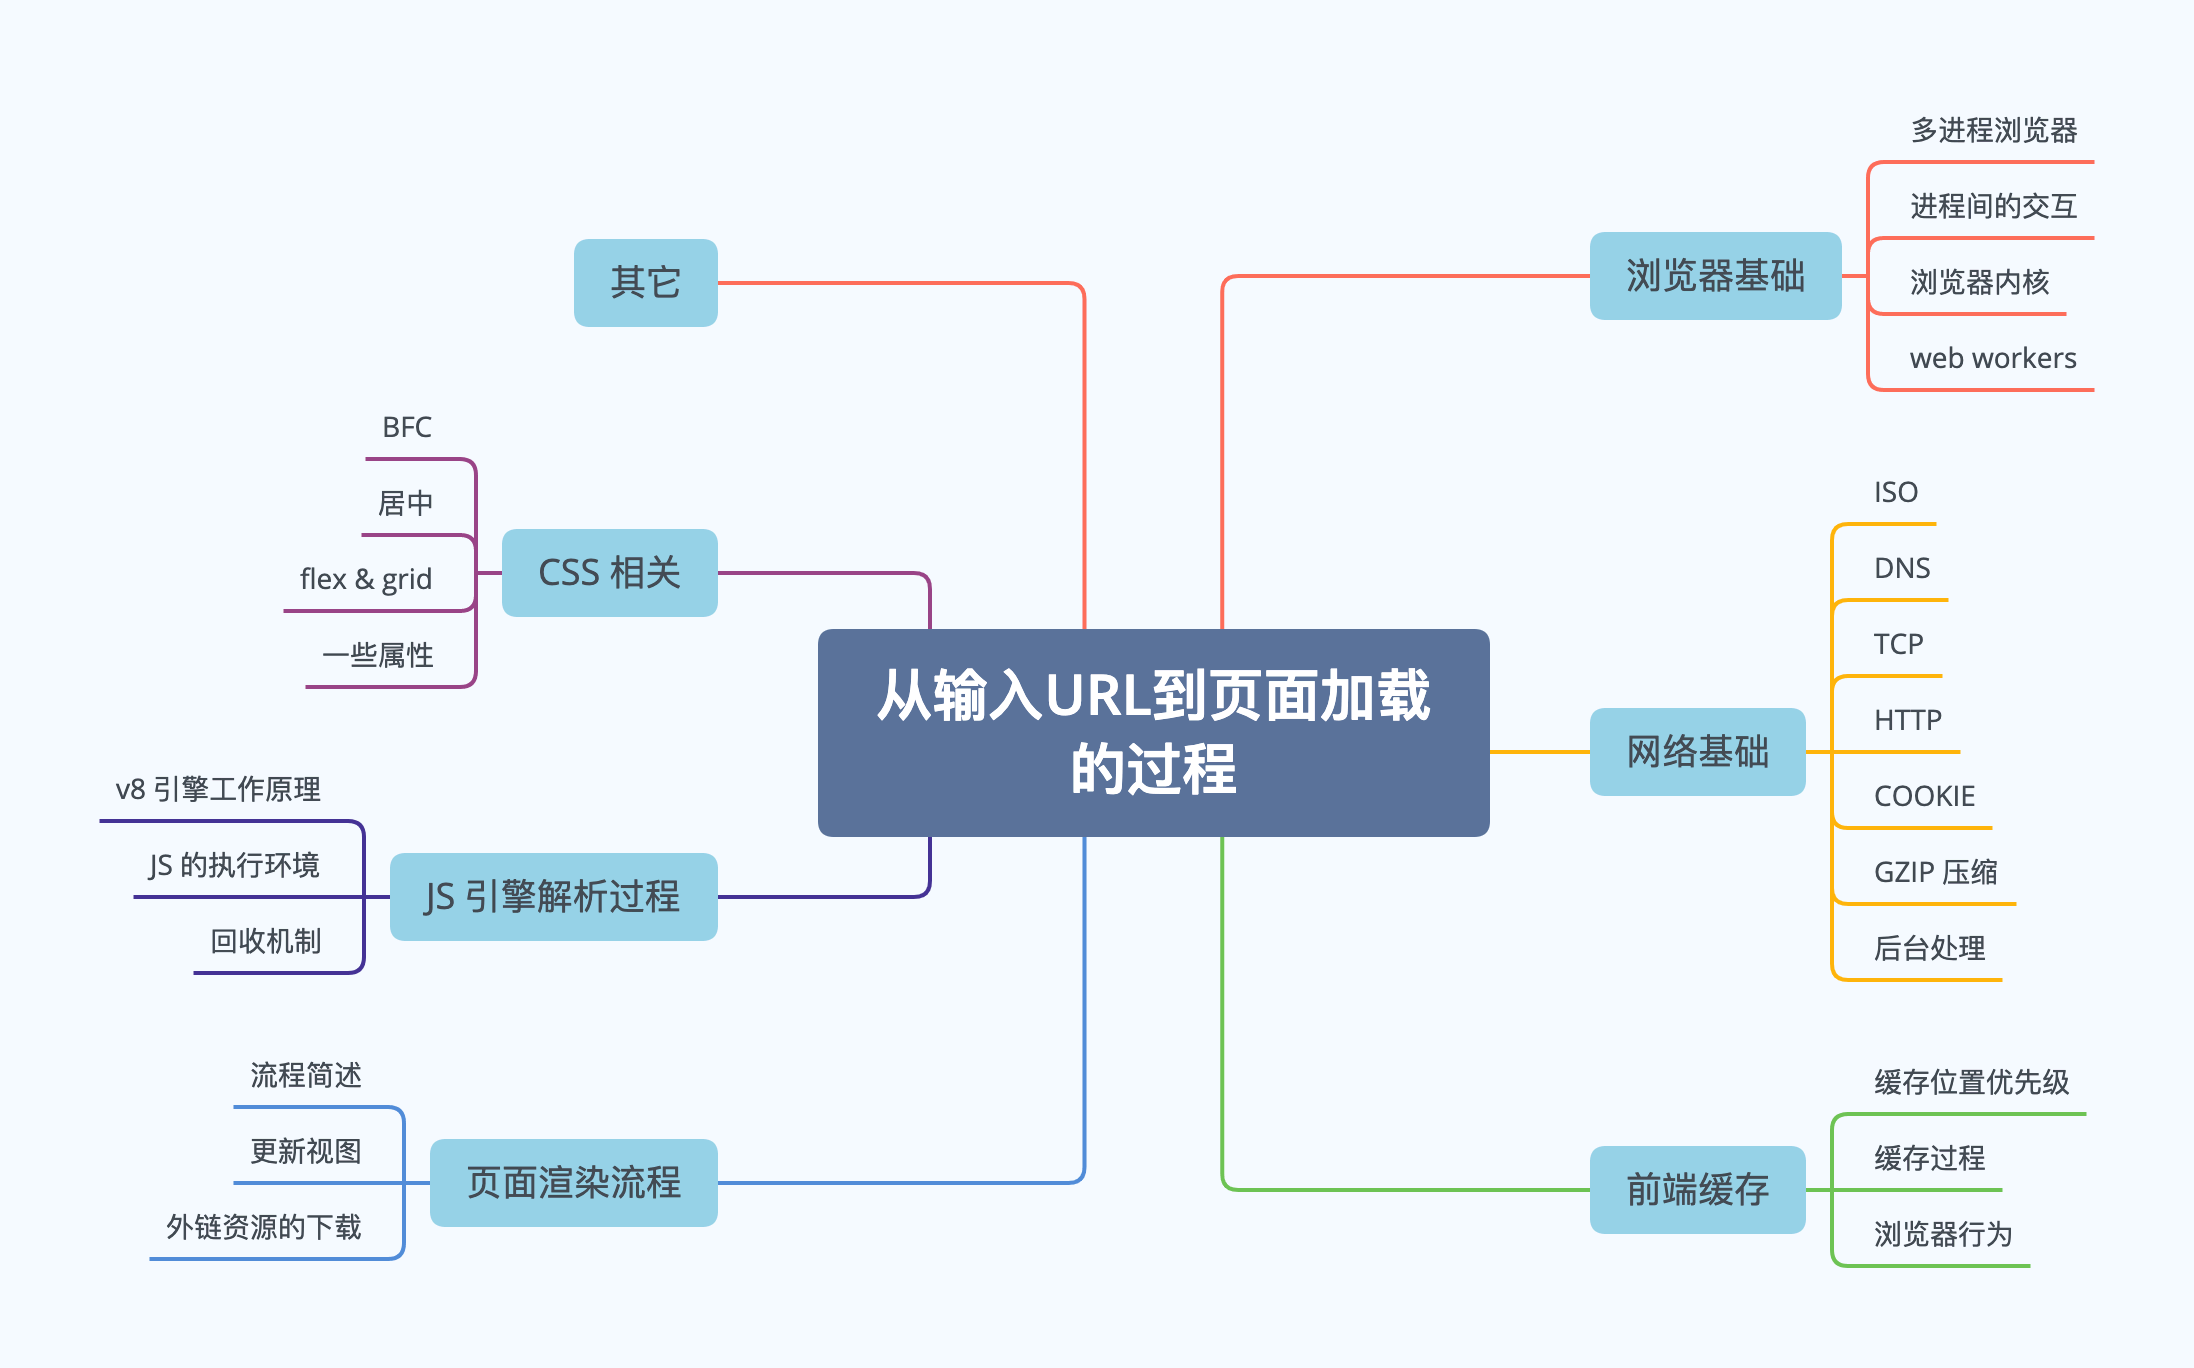 从输入URL到页面加载
的过程
浏览器基础
多进程浏览器
进程间的交互
浏览器内核
web workers
网络基础
ISO
DNS
TCP
HTTP
COOKIE
GZIP 压缩
后台处理
前端缓存
缓存位置优先级
缓存过程
浏览器行为
其它
CSS 相关
BFC
居中
flex & grid
一些属性
JS 引擎解析过程
v8 引擎工作原理
JS 的执行环境
回收机制
页面渲染流程
流程简述
更新视图
外链资源的下载